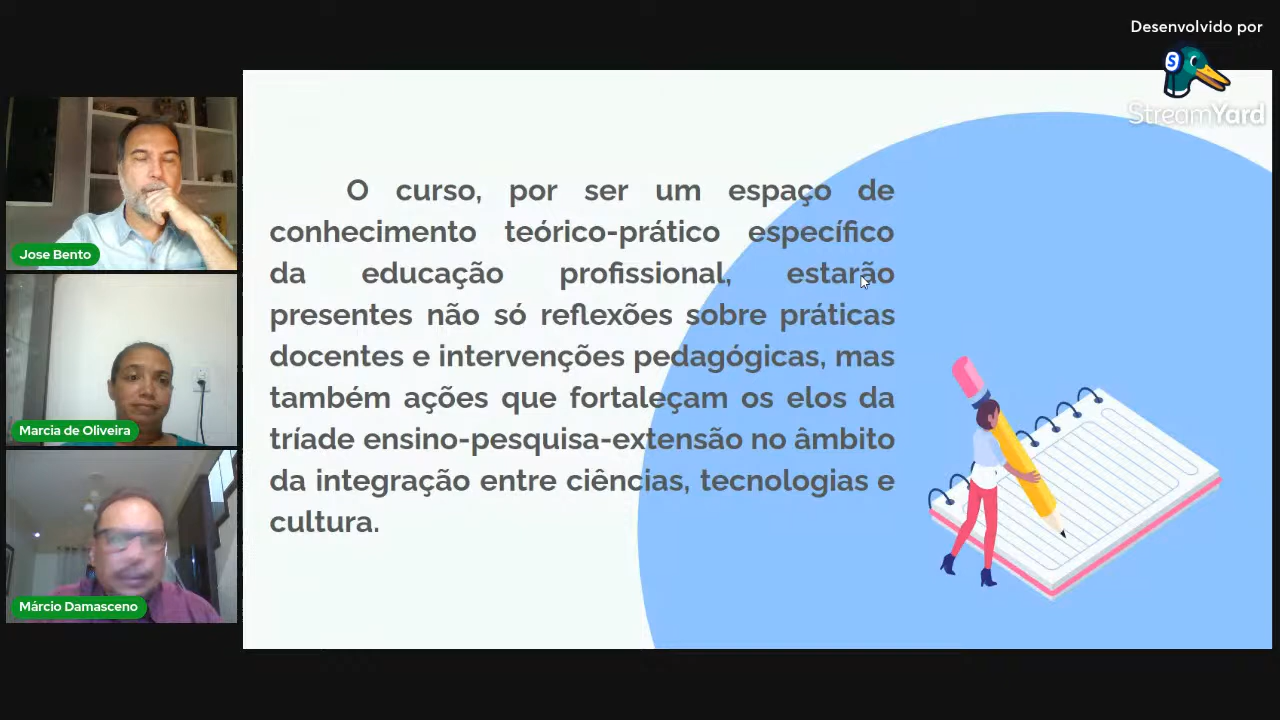 Desenvolvido por
StreamYard
Jose Bento
Marcia de Oliveira
Márcio Damasceno
O curso, por ser um espaço de
conhecimento teórico-prático específico
da educação profissional, estarão
presentes não só reflexões sobre práticas
docentes e intervenções pedagógicas, mas
também ações que fortaleçam os elos da
tríade ensino-pesquisa-extensão no âmbito
da integração entre ciências, tecnologias e
cultura.